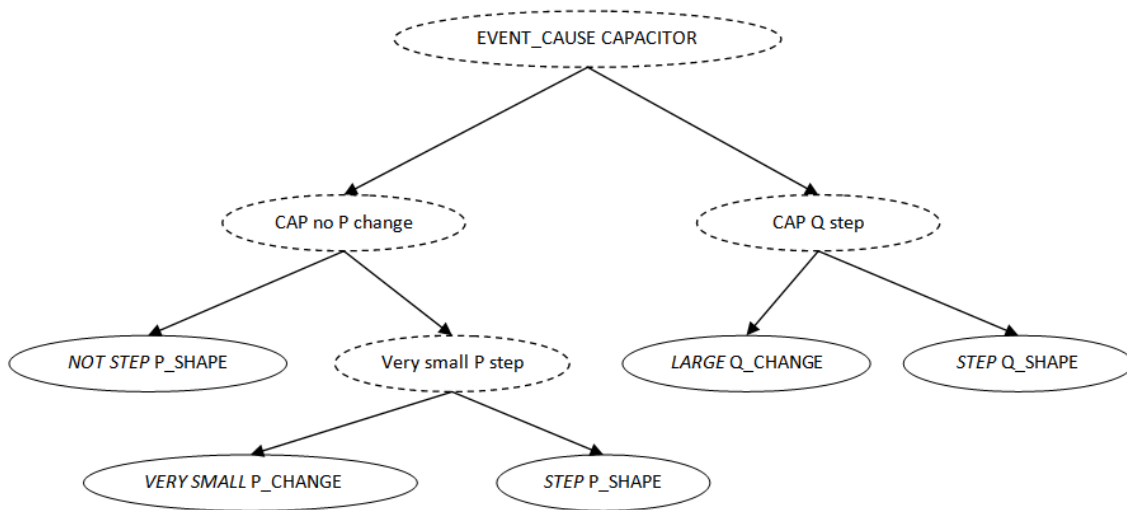 EVENT_CAUSE CAPACITOR
CAP no P change
CAP Q step
NOT STEP P_SHAPE
Very small P step
LARGE Q_CHANGE
STEP Q_SHAPE
VERY SMALL P_CHANGE
STEP P_SHAPE